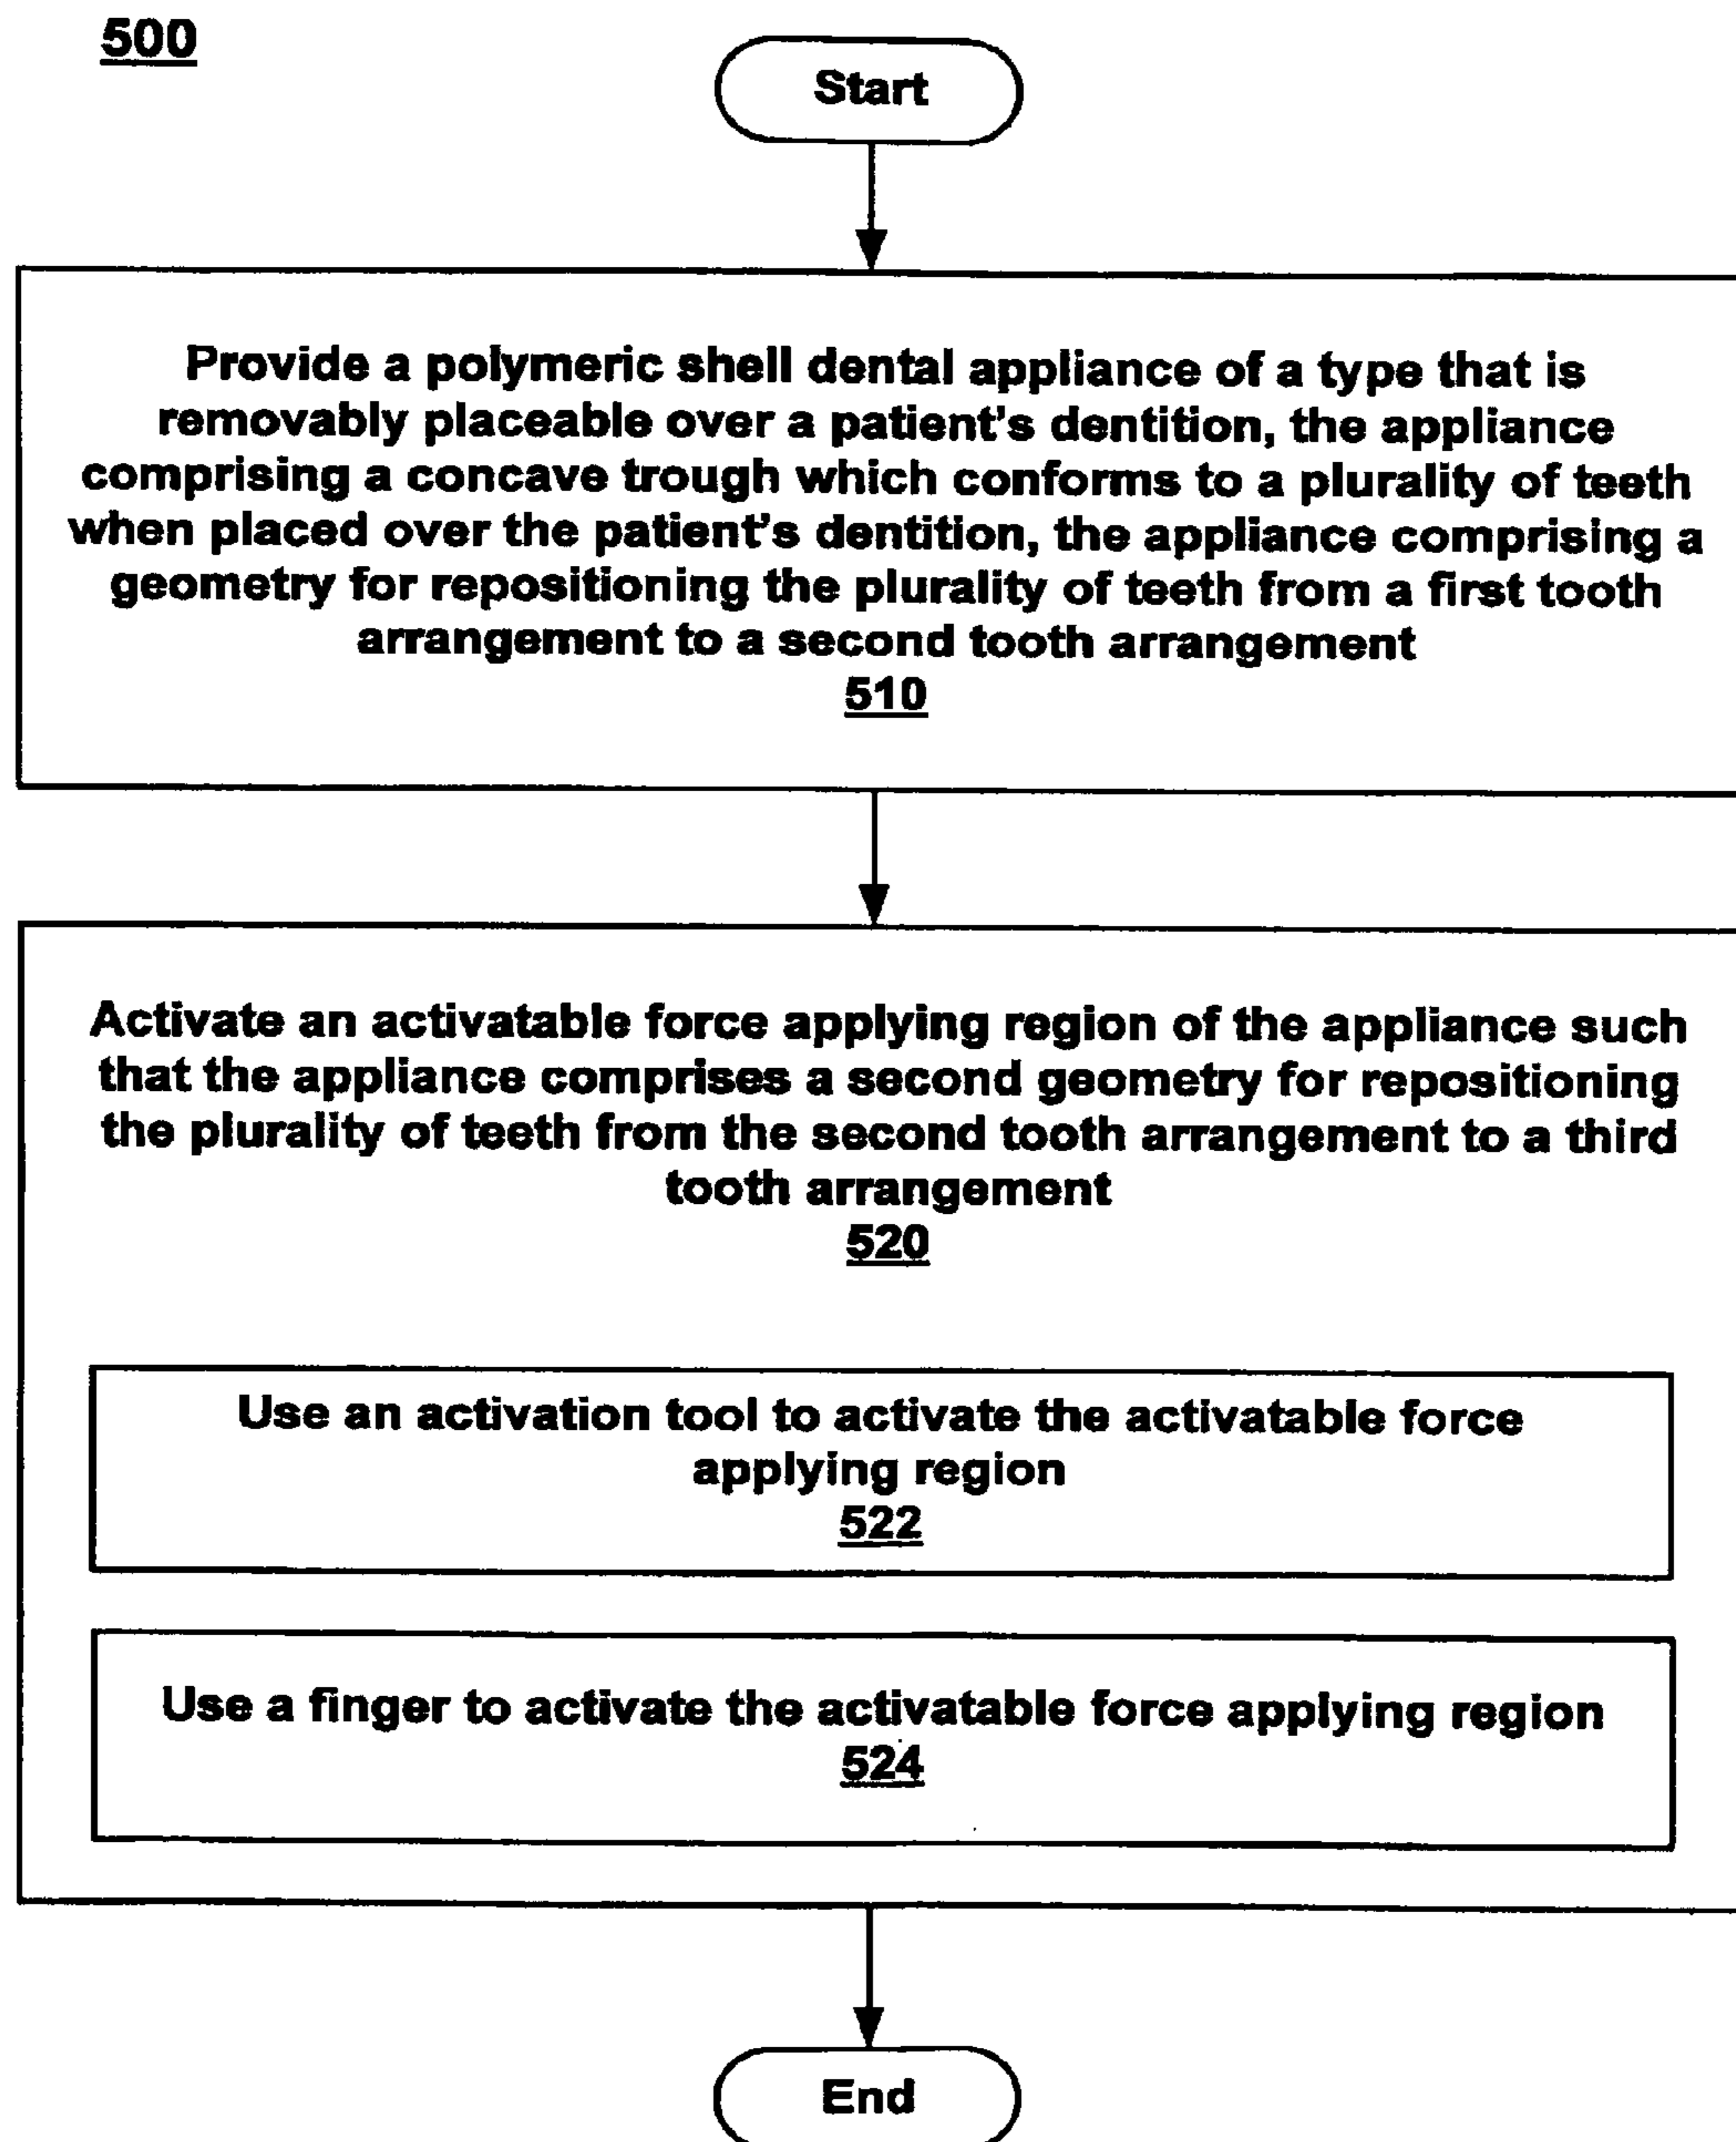 500
Start
Provide a polymeric shell dental appliance of a type that is
removably placeable over a patient's dentition, the appliance
comprising a concave trough which conforms to a plurality of teeth
when placed over the patient's dentition, the appliance comprising a
geometry for repositioning the plurality of teeth from a first tooth
arrangement to a second tooth arrangement
510
Activate an activatable force applying region of the appliance such
that the appliance comprises a second geometry for repositioning
the plurality of teeth from the second tooth arrangement to a third
tooth arrangement
520
Use an activation tool to activate the activatable force
applying region
522
Use a finger to activate the activatable force applying region
524
End